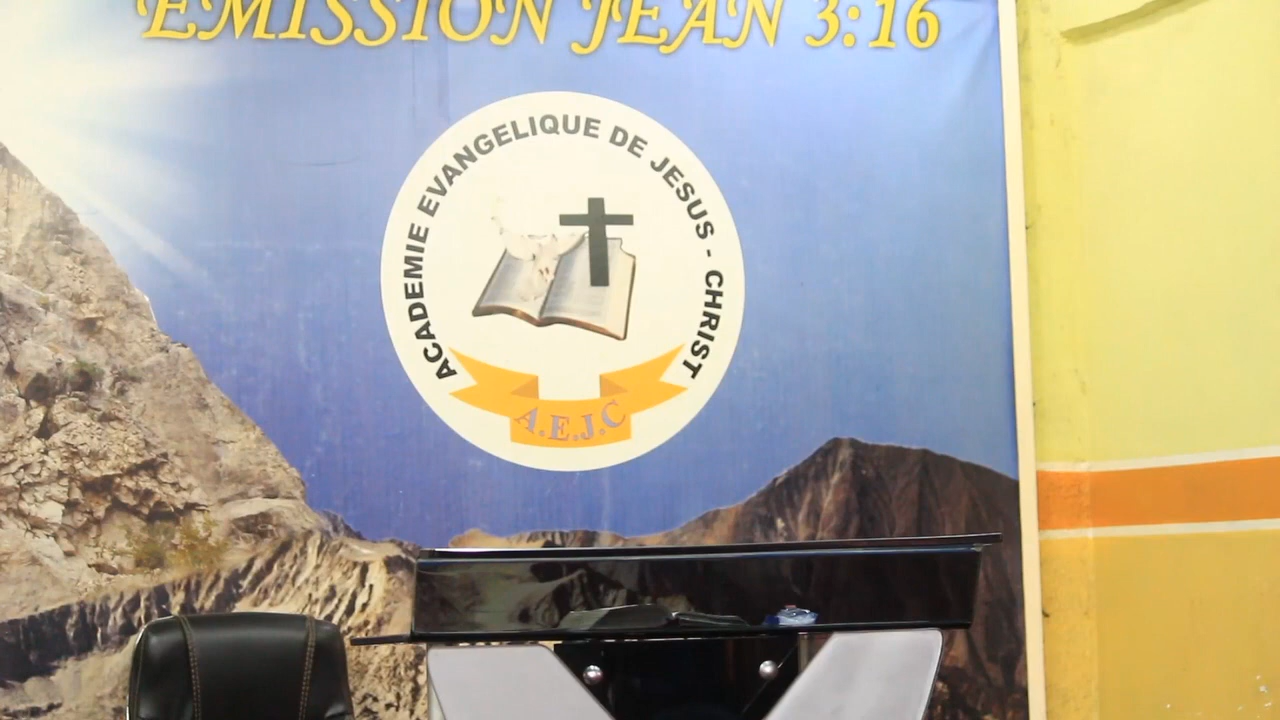 EMISSION JEAN 3:16
ACADEMIE EVANGELIQUE DE JESUS - CHRIST
A.E.J.C